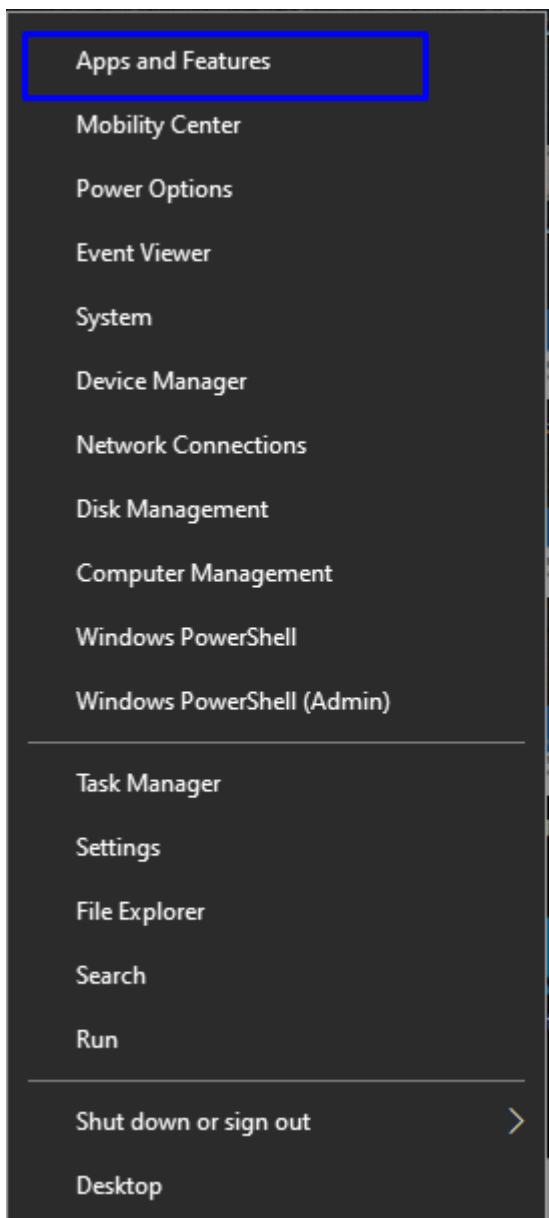 Apps and Features
Mobility Center
Power Options
Event Viewer
System
Device Manager
Network Connections
Disk Management
Computer Management
Windows PowerShell
Windows PowerShell (Admin)
Task Manager
Settings
File Explorer
Search
Run
Shut down or sign out
Desktop